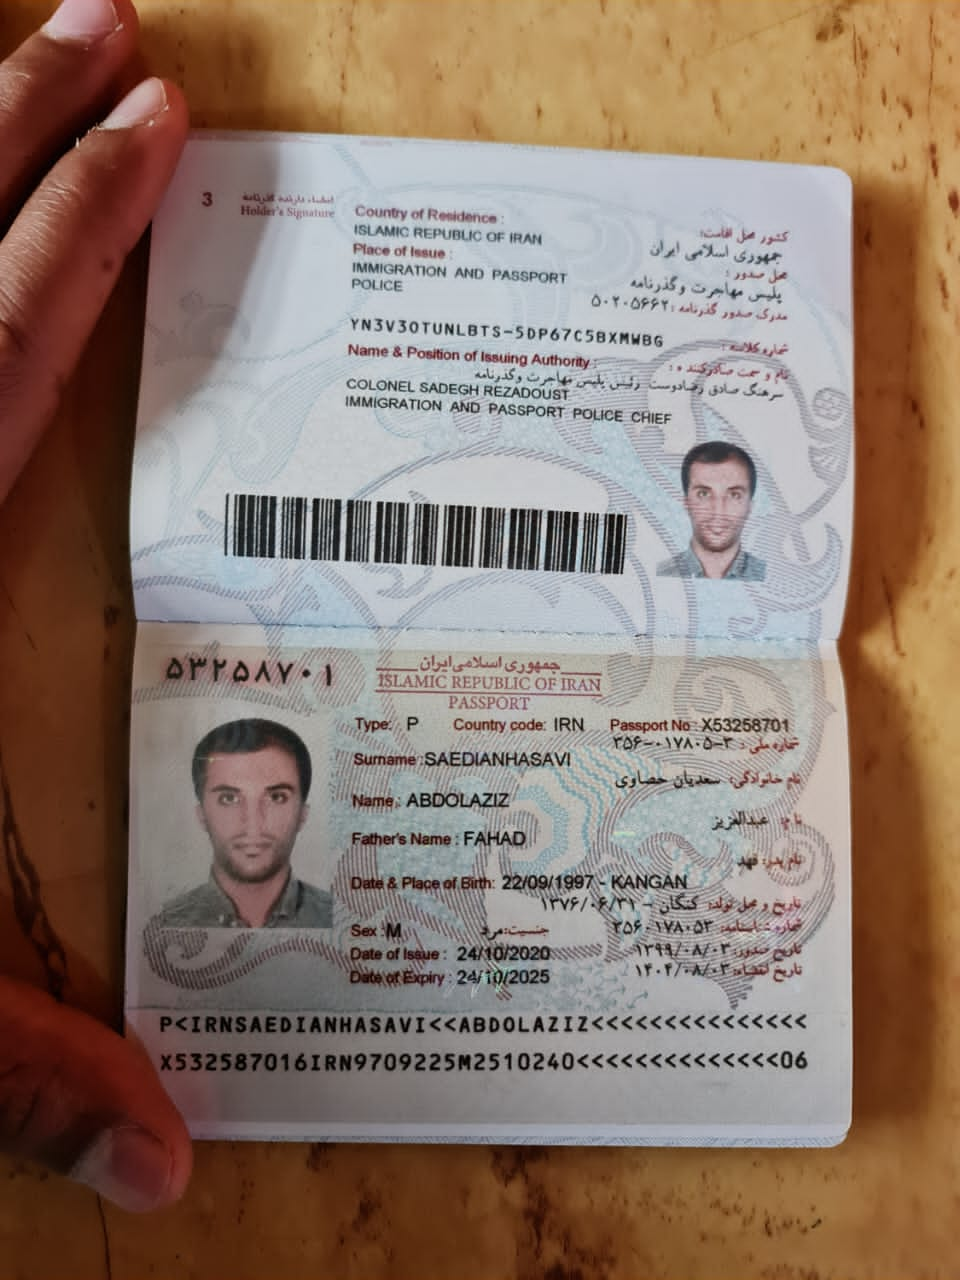 3
امضاء دارنده گذرنامه
Holder's Signature
Country of Residence :
کشور محل اقامت:
ISLAMIC REPUBLIC OF IRAN
جمهوری اسلامی ایران
Place of Issue :
محل صدور :
IMMIGRATION AND PASSPORT
POLICE
پلیس مهاجرت وگذرنامه
مدرک صدور گذرنامه : ۵۰۲۰۵۶۶۲
YN3V3OTUNLBTS-5DP67C5BXMWBG
شماره کلاسه :
Name & Position of Issuing Authority :
نام و سمت صادرکننده :
سرهنگ صادق رضادوست رئیس پلیس مهاجرت وگذرنامه
COLONEL SADEGH REZADOUST
IMMIGRATION AND PASSPORT POLICE CHIEF
۵۳۲۵۸۷۰۱
جمهوری اسلامی ایران
ISLAMIC REPUBLIC OF IRAN
PASSPORT
Type: P Country code: IRN Passport No : X53258701
شماره ملی : ۳۵۶-۰۱۷۸۰۵-۳
Surname : SAEDIANHASAVI
نام خانوادگی: سعدیان حصاوی
Name : ABDOLAZIZ
نام: عبدالعزیز
Father's Name : FAHAD
نام پدر: فهد
Date & Place of Birth: 22/09/1997 - KANGAN
تاریخ و محل تولد: کنگان - ۱۳۷۶/۰۶/۳۱
Sex : M
جنسیت: مرد
شماره شناسنامه: ۳۵۶۰۱۷۸۰۵۳
Date of Issue : 24/10/2020
تاریخ صدور: ۱۳۹۹/۰۸/۰۳
Date of Expiry : 24/10/2025
تاریخ انقضاء: ۱۴۰۴/۰۸/۰۲
P<IRNSAEDIANHASAVI<<ABDOLAZIZ<<<<<<<<<<<<<<<
X532587016IRN9709225M2510240<<<<<<<<<<<<<<06